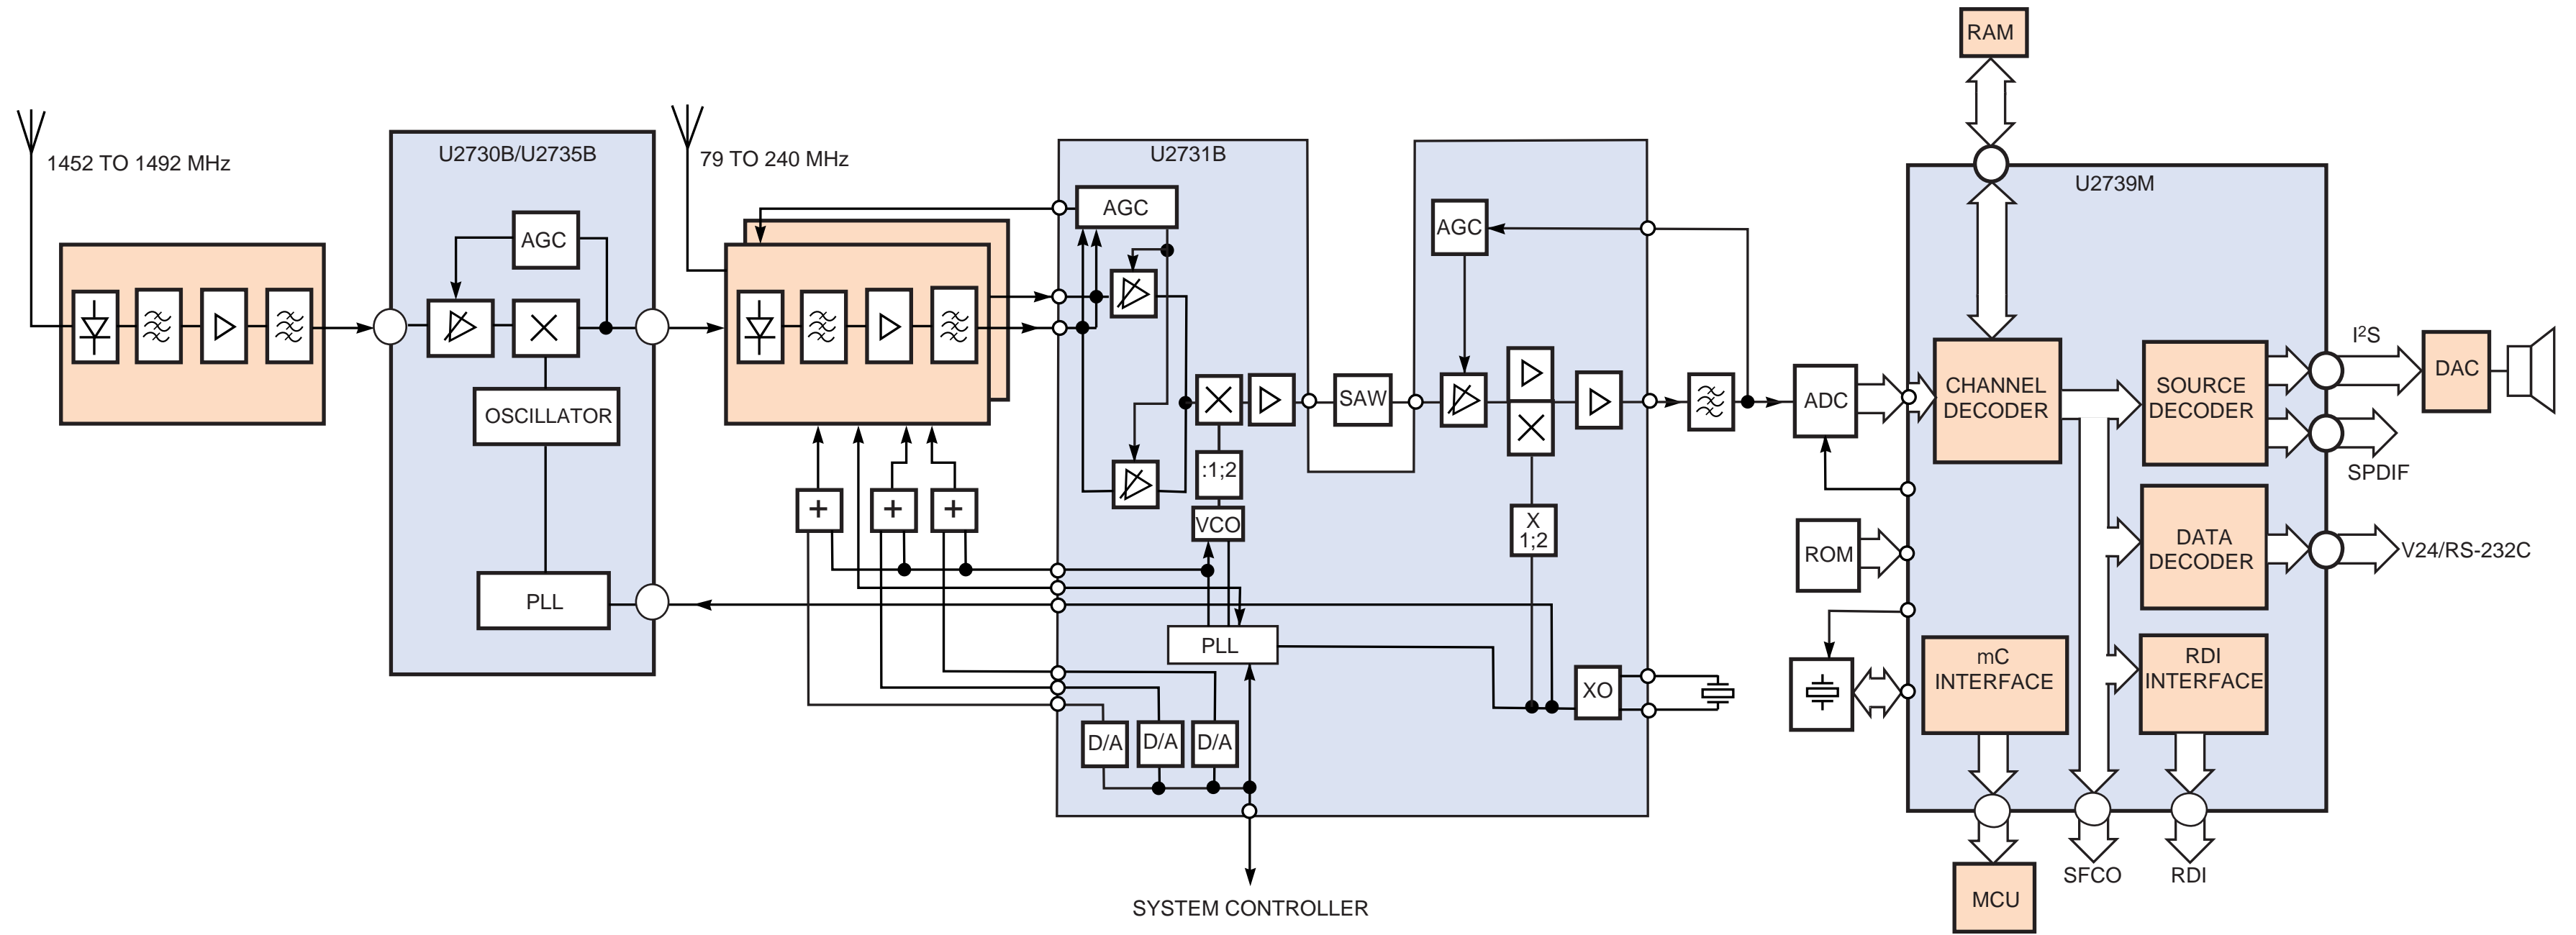 RAM
1452 TO 1492 MHz
U2730B/U2735B
AGC
OSCILLATOR
PLL
79 TO 240 MHz
+
+
+
U2731B
AGC
:1;2
VCO
PLL
D/A
D/A
D/A
SYSTEM CONTROLLER
SAW
AGC
X
1;2
XO
ADC
ROM
U2739M
CHANNEL
DECODER
SOURCE
DECODER
DATA
DECODER
mC
INTERFACE
RDI
INTERFACE
I²S
DAC
SPDIF
V24/RS-232C
MCU
SFCO
RDI